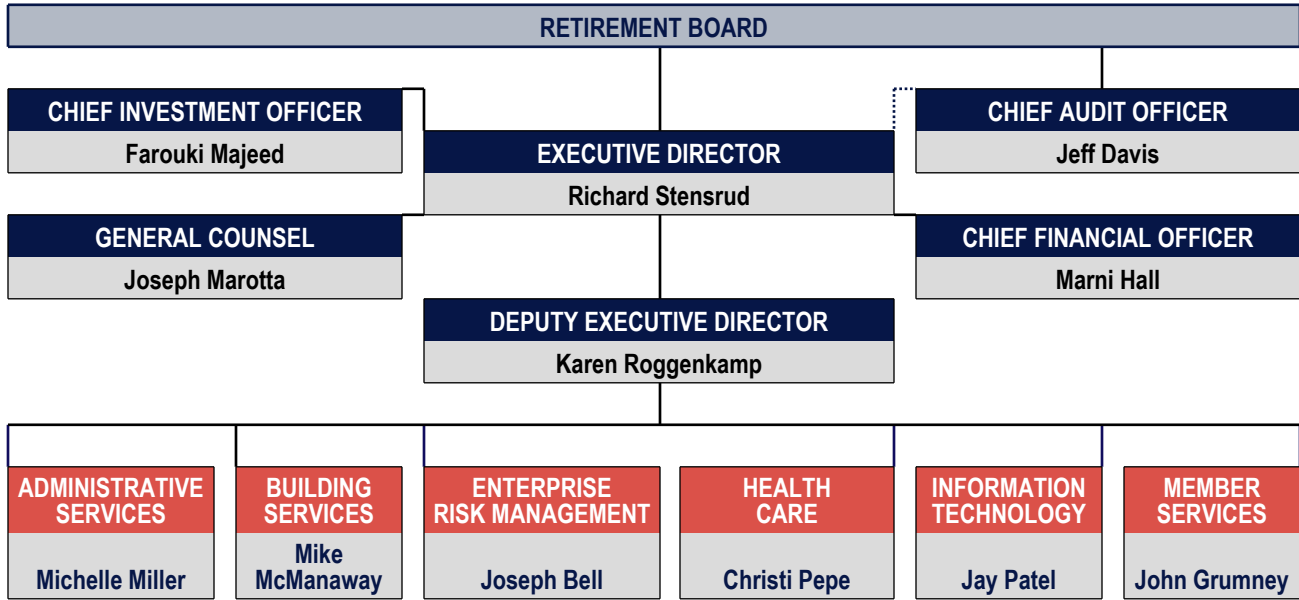 RETIREMENT BOARD
CHIEF INVESTMENT OFFICER
Farouki Majeed
CHIEF AUDIT OFFICER
Jeff Davis
EXECUTIVE DIRECTOR
Richard Stensrud
GENERAL COUNSEL
Joseph Marotta
CHIEF FINANCIAL OFFICER
Marni Hall
DEPUTY EXECUTIVE DIRECTOR
Karen Roggenkamp
ADMINISTRATIVE
SERVICES
Michelle Miller
BUILDING
SERVICES
Mike
McManaway
ENTERPRISE
RISK MANAGEMENT
Joseph Bell
HEALTH
CARE
Christi Pepe
INFORMATION
TECHNOLOGY
Jay Patel
MEMBER
SERVICES
John Grumney